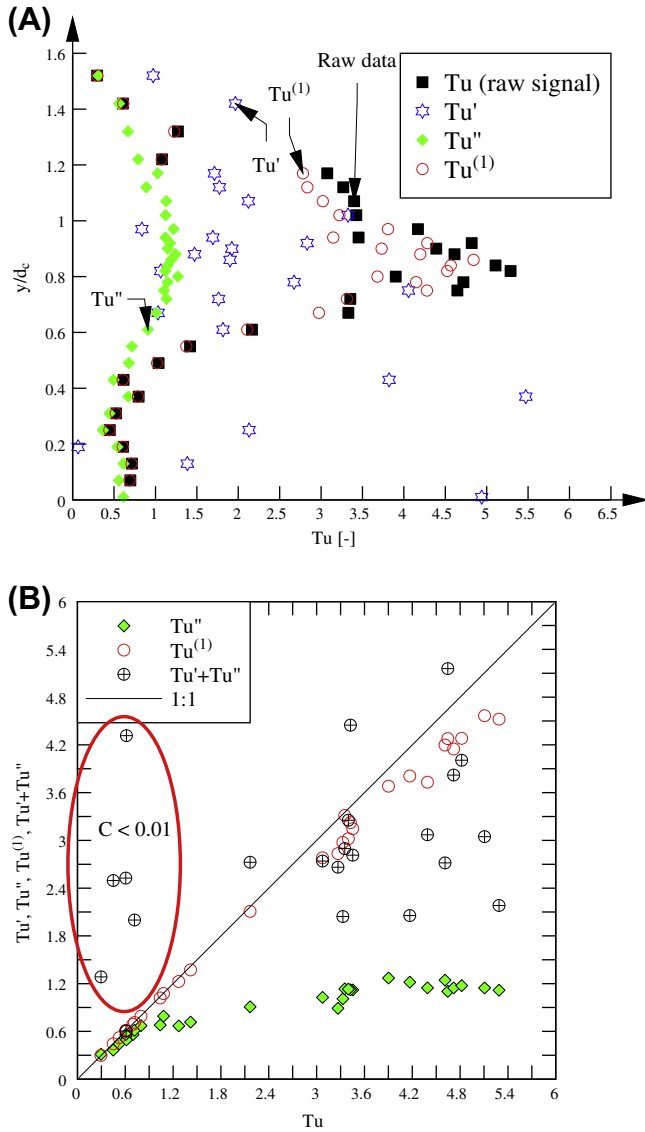 (A)
1.6
1.4
1.2
1
0.8
0.6
0.4
0.2
0
y/dc
0
0.5
1
1.5
2
2.5
3
3.5
4
4.5
5
5.5
6
6.5
Tu [-]
Raw data
Tu(1)
Tu'
Tu"
Tu (raw signal)
Tu'
Tu"
Tu(1)
(B)
6
5.4
4.8
4.2
3.6
3
2.4
1.8
1.2
0.6
0
Tu', Tu", Tu(1), Tu'+Tu"
Tu"
Tu(1)
Tu'+Tu"
1:1
C < 0.01
0
0.6
1.2
1.8
2.4
3
3.6
4.2
4.8
5.4
6
Tu